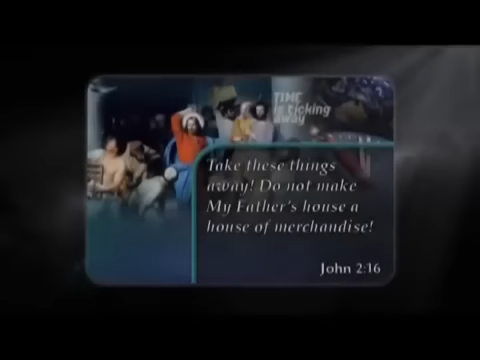 TIME
is ticking
away
Take these things
away! Do not make
My Father's house a
house of merchandise!
John 2:16